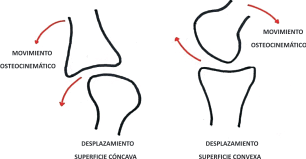 MOVIMIENTO
OSTEOCINEMÁTICO
MOVIMIENTO
OSTEOCINEMÁTICO
DESPLAZAMIENTO
SUPERFICIE CÓNCAVA
DESPLAZAMIENTO
SUPERFICIE CONVEXA